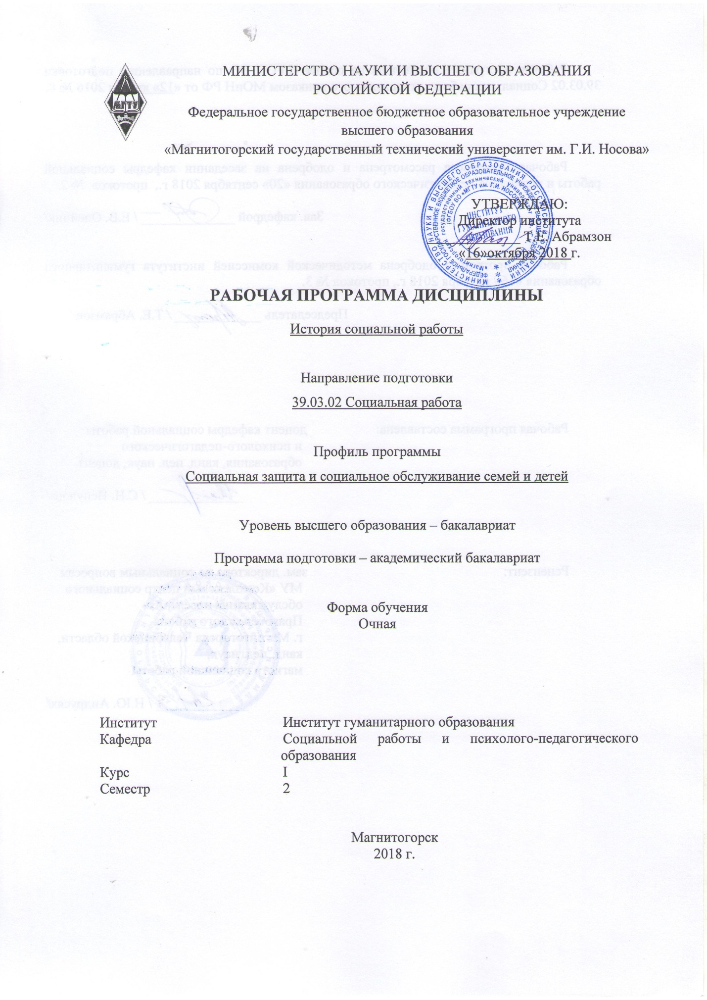 МИНИСТЕРСТВО НАУКИ И ВЫСШЕГО ОБРАЗОВАНИЯ
РОССИЙСКОЙ ФЕДЕРАЦИИ
Федеральное государственное бюджетное образовательное учреждение
высшего образования
«Магнитогорский государственный технический университет им. Г.И. Носова»
МГТУ
УТВЕРЖДАЮ:
Директор института
Т.Е. Абрамзон
«16»октября 2018 г.
ИНСТИТУТ
ГУМАНИТАРНОГО
ОБРАЗОВАНИЯ
РАБОЧАЯ ПРОГРАММА ДИСЦИПЛИНЫ
История социальной работы
Направление подготовки
39.03.02 Социальная работа
Профиль программы
Социальная защита и социальное обслуживание семей и детей
Уровень высшего образования – бакалавриат
Программа подготовки – академический бакалавриат
Форма обучения
Очная
Институт Институт гуманитарного образования
Кафедра Социальной работы и психолого-педагогического
образования
Курс I
Семестр 2
Магнитогорск
2018 г.